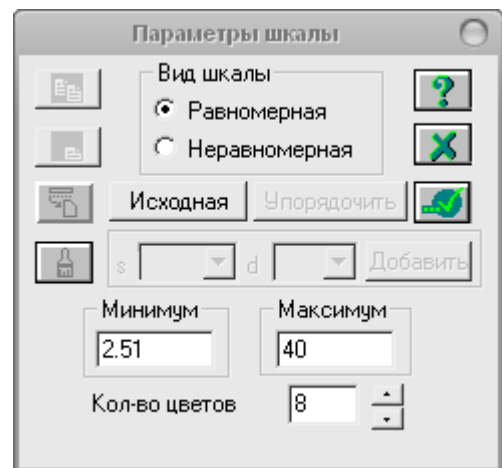 Параметры шкалы
Вид шкалы
Равномерная
Неравномерная
Исходная Упорядочить
s d Добавить
Минимум Максимум
2.51 40
Кол-во цветов 8